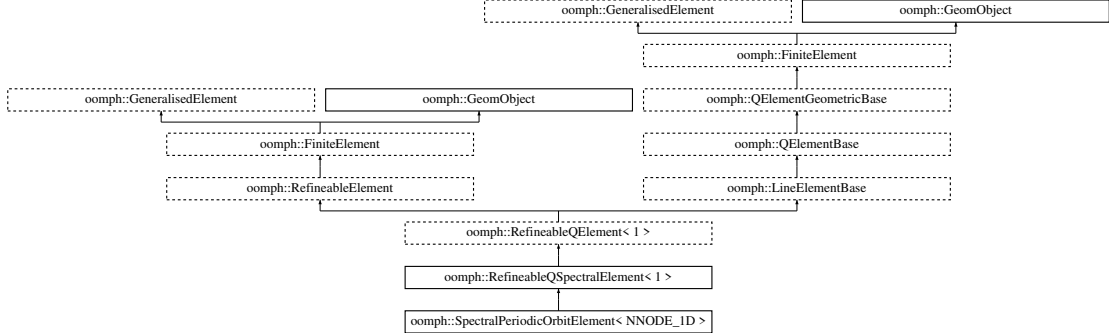 oomph::GeneralisedElement oomph::GeomObject
oomph::FiniteElement
oomph::GeneralisedElement oomph::GeomObject oomph::QElementGeometricBase
oomph::FiniteElement oomph::QElementBase
oomph::RefineableElement oomph::LineElementBase
oomph::RefineableQElement< 1 >
oomph::RefineableQSpectralElement< 1 >
oomph::SpectralPeriodicOrbitElement< NNODE_1D >